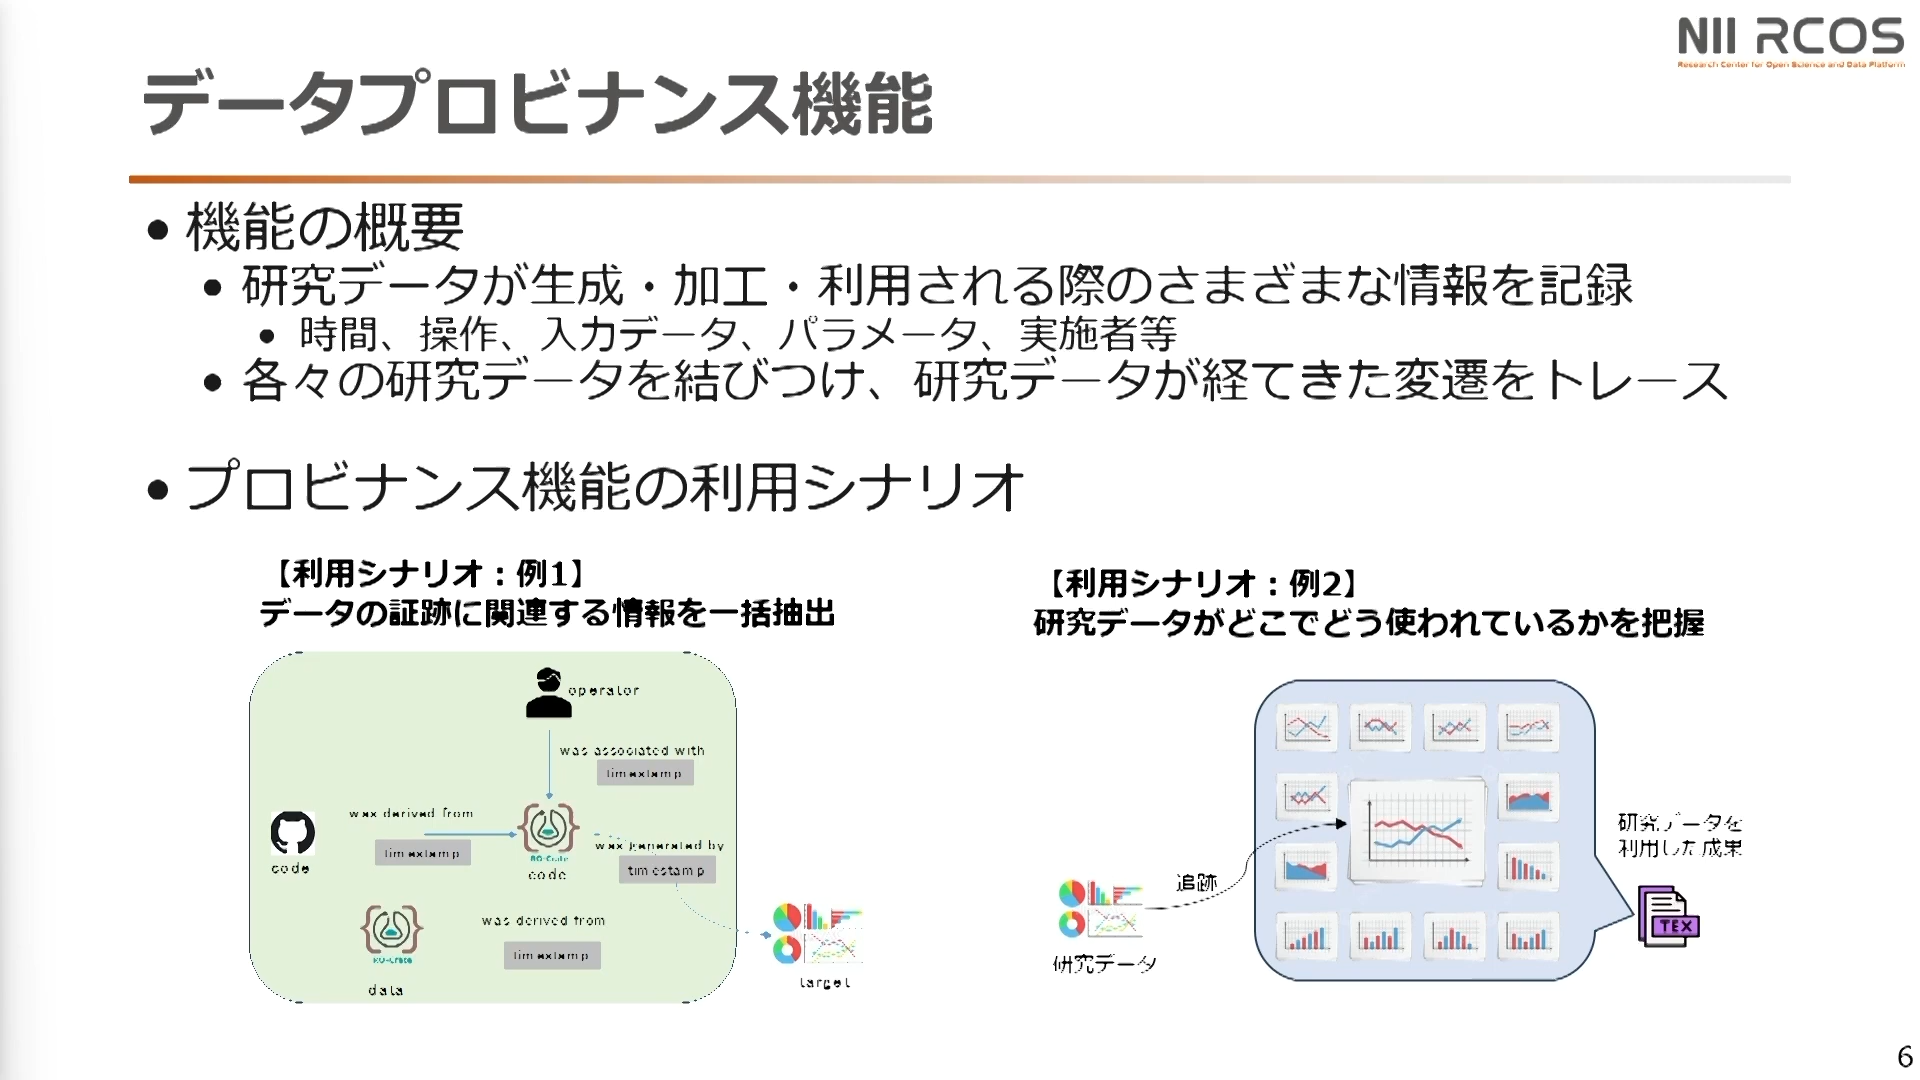 NII RCOS
Research Center for Open Science and Data Platform
データプロビナンス機能
• 機能の概要
• 研究データが生成・加工・利用される際のさまざまな情報を記録
• 時間、操作、入力データ、パラメータ、実施者等
• 各々の研究データを結びつけ、研究データが経てきた変遷をトレース
• プロビナンス機能の利用シナリオ
【利用シナリオ：例1】
データの証跡に関連する情報を一括抽出
operator
was associated with
timestamp
was derived from
timestamp
code
RO-Crate
code
was generated by
timestamp
RO-Crate
data
was derived from
timestamp
target
【利用シナリオ：例2】
研究データがどこでどう使われているかを把握
追跡
研究データ
研究データを
利用した成果
TEX
6